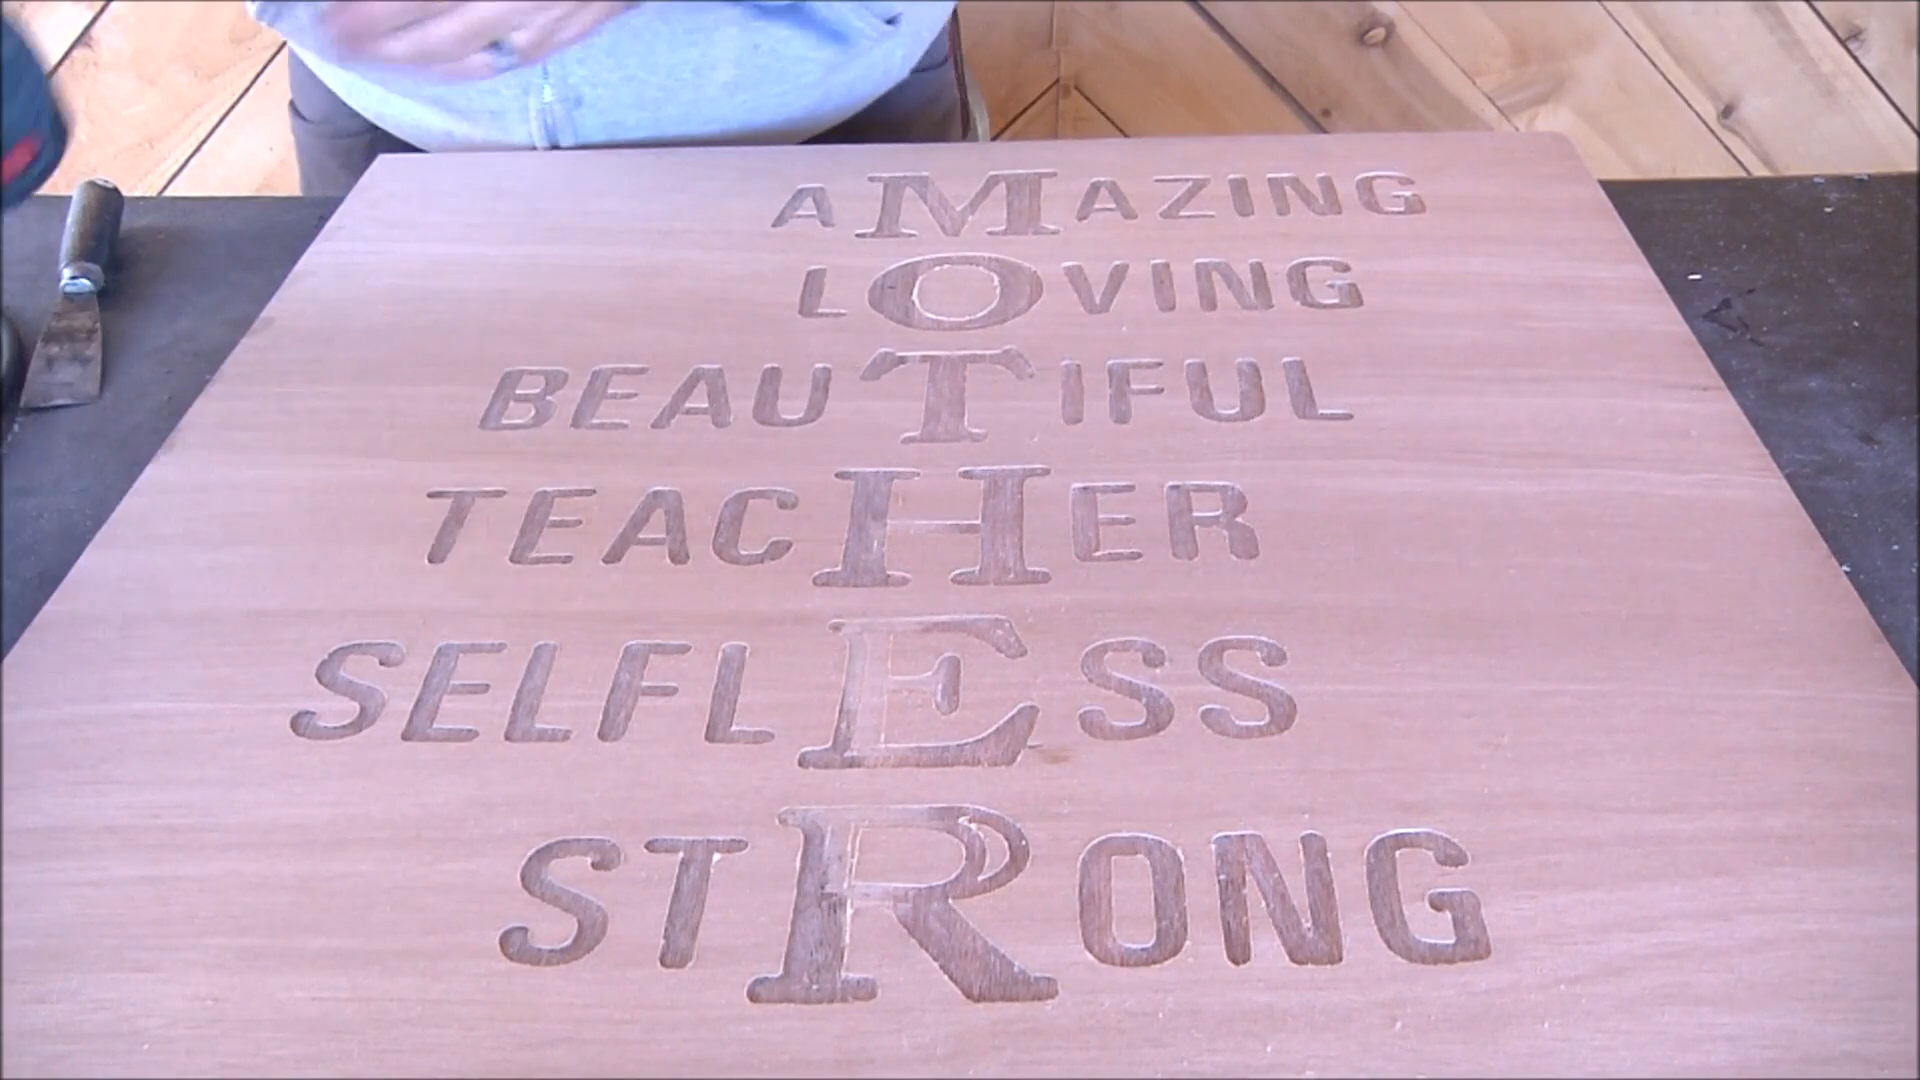 AMAZING
LOVING
BEAUTIFUL
TEACHER
SELFLESS
STRONG